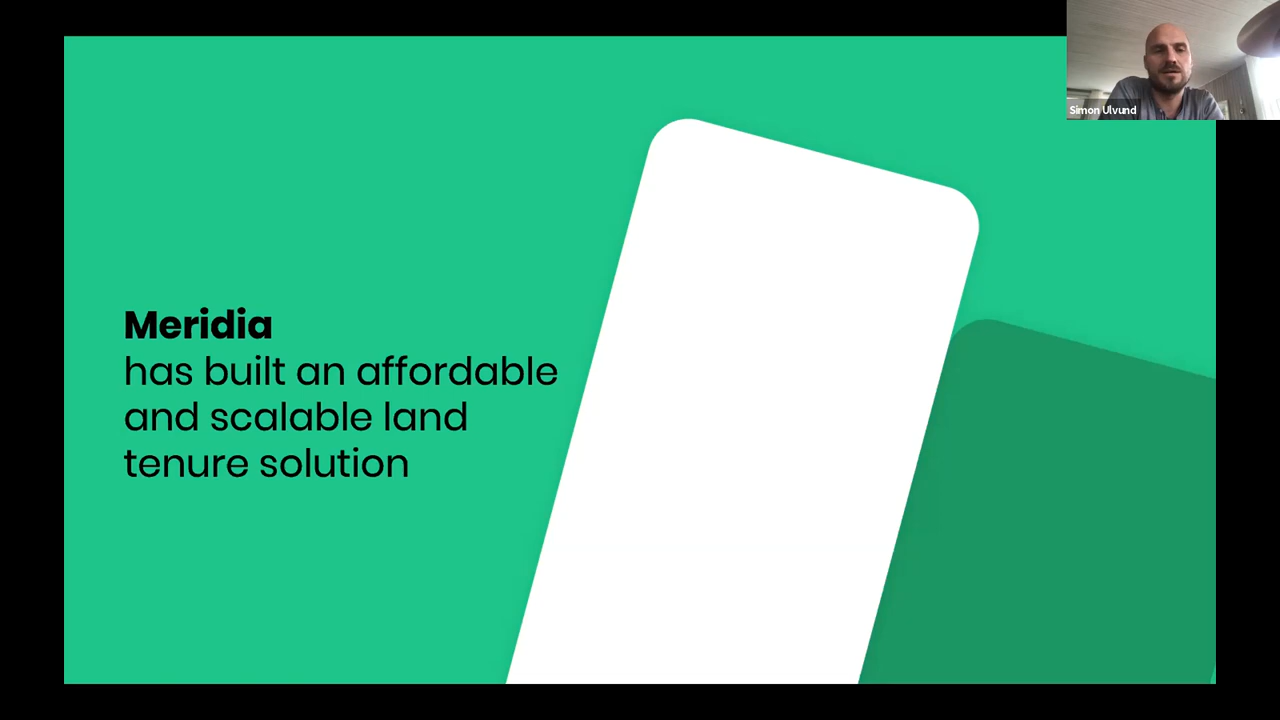 Simon Ulvund
Meridia
has built an affordable
and scalable land
tenure solution